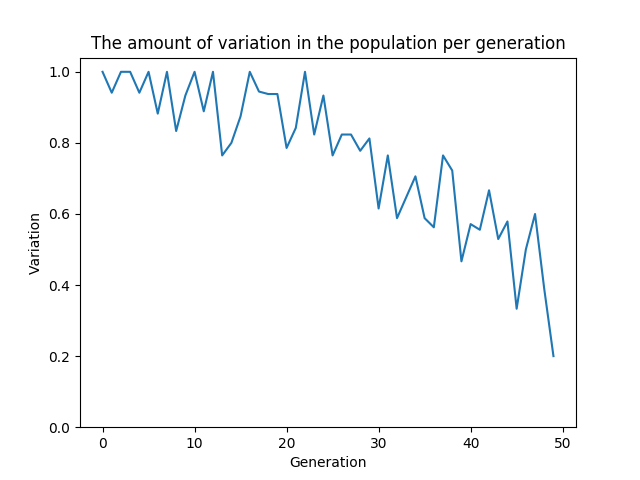 The amount of variation in the population per generation
1.0
0.8
0.6
0.4
0.2
0.0
Variation
0 10 20 30 40 50
Generation